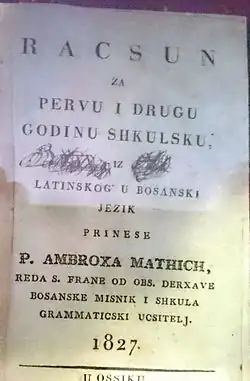 RACSUN
ZA
PERVU I DRUGU
GODINU SHKULSKU,
IZ
LATINSKOG' U BOSANSKI
JEZIK
PRINESE
P. AMBROXA MATHICH,
REDA S. FRANE OD OBS. DERXAVE
BOSANSKE MISNIK I SHKULA
GRAMMATICSKI UCSITELJ.
1827.
U OSSIKU